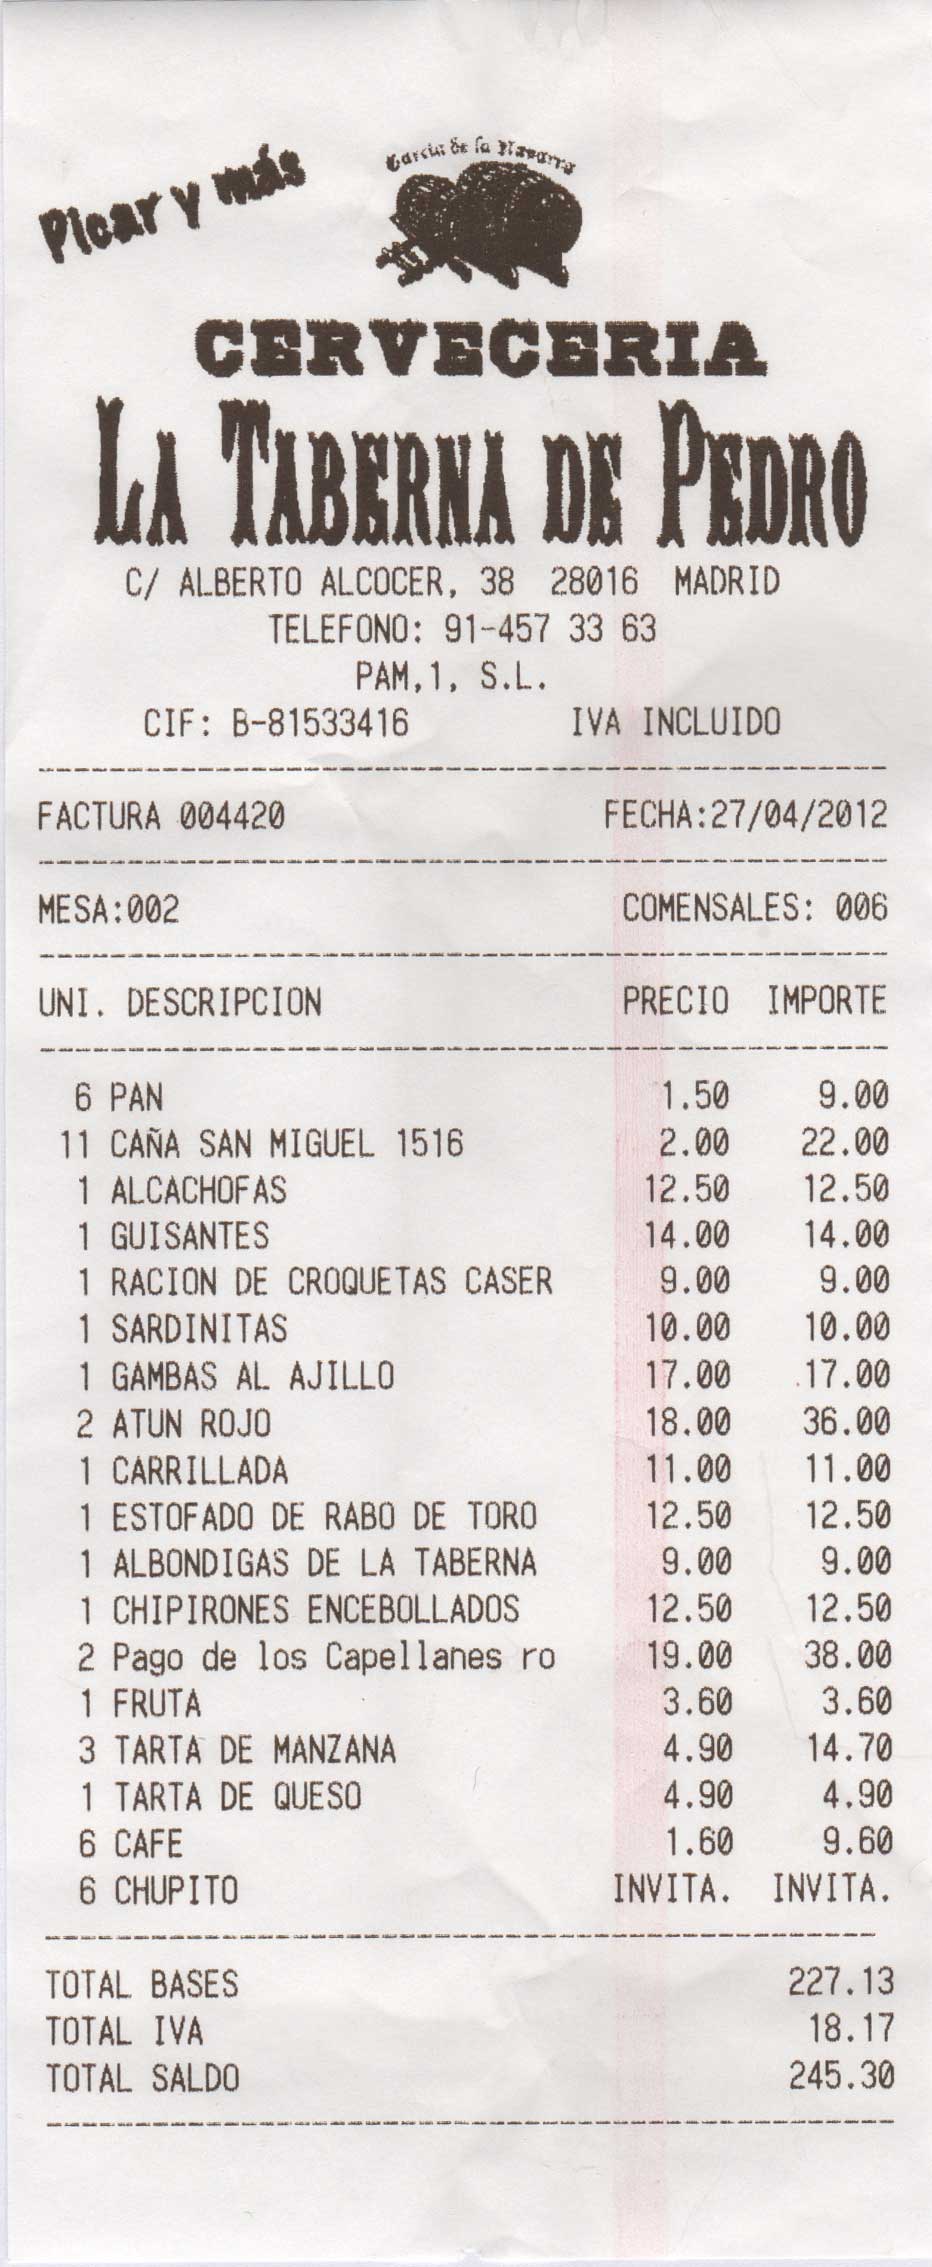 Picar y más
Garcia de la Navarra
CERVECERIA
LA TABERNA DE PEDRO
C/ ALBERTO ALCOCER, 38 28016 MADRID
TELEFONO: 91-457 33 63
PAM,1, S.L.
CIF: B-81533416 IVA INCLUIDO
FACTURA 004420 FECHA:27/04/2012
MESA:002 COMENSALES: 006
UNI. DESCRIPCION PRECIO IMPORTE
6 PAN 1.50 9.00
11 CAÑA SAN MIGUEL 1516 2.00 22.00
1 ALCACHOFAS 12.50 12.50
1 GUISANTES 14.00 14.00
1 RACION DE CROQUETAS CASER 9.00 9.00
1 SARDINITAS 10.00 10.00
1 GAMBAS AL AJILLO 17.00 17.00
2 ATUN ROJO 18.00 36.00
1 CARRILLADA 11.00 11.00
1 ESTOFADO DE RABO DE TORO 12.50 12.50
1 ALBONDIGAS DE LA TABERNA 9.00 9.00
1 CHIPIRONES ENCEBOLLADOS 12.50 12.50
2 Pago de los Capellanes ro 19.00 38.00
1 FRUTA 3.60 3.60
3 TARTA DE MANZANA 4.90 14.70
1 TARTA DE QUESO 4.90 4.90
6 CAFE 1.60 9.60
6 CHUPITO INVITA. INVITA.
TOTAL BASES 227.13
TOTAL IVA 18.17
TOTAL SALDO 245.30